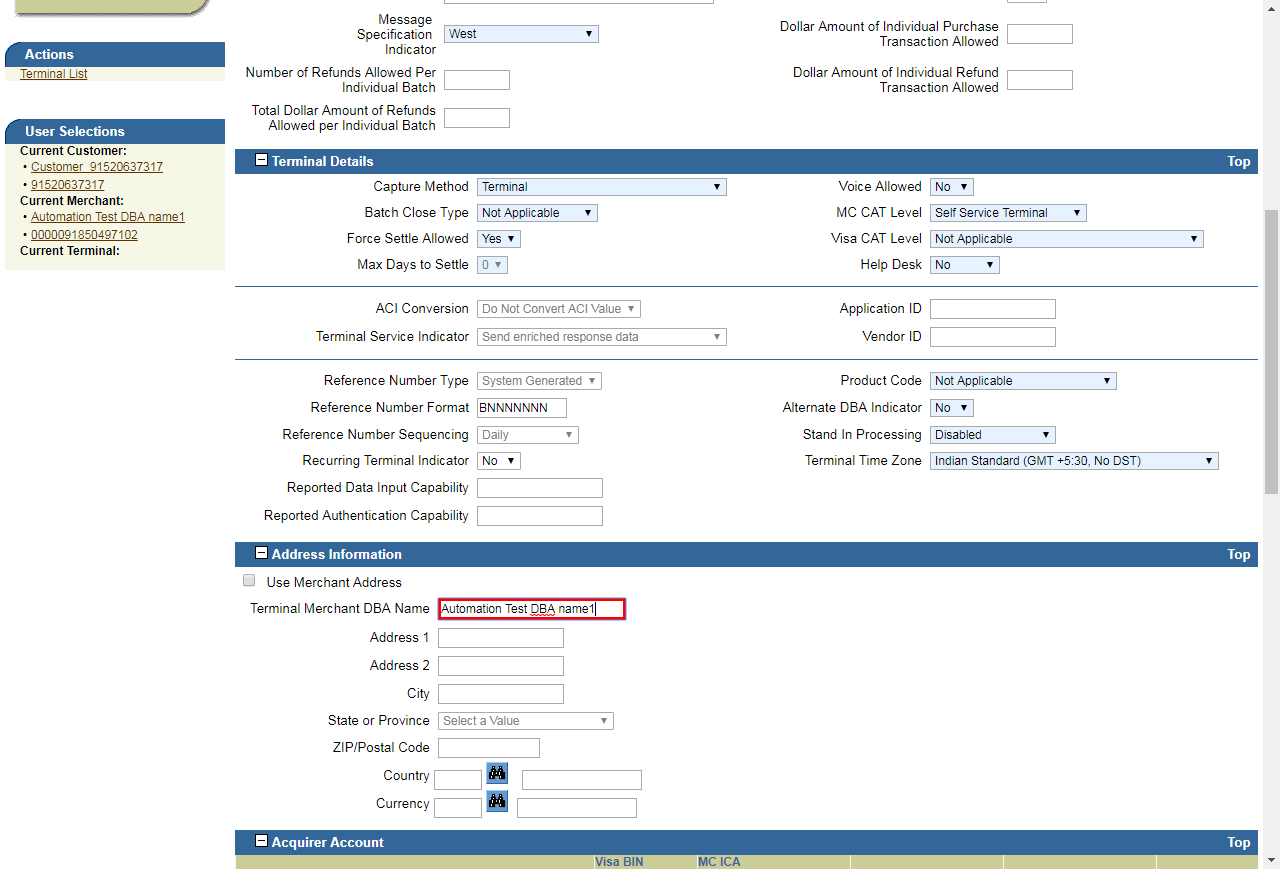 Actions
Terminal List
User Selections
Current Customer:
• Customer_91520637317
• 91520637317
Current Merchant:
• Automation Test DBA name1
• 0000091850497102
Current Terminal:
Message
Specification
Indicator
West
Dollar Amount of Individual Purchase
Transaction Allowed
Number of Refunds Allowed Per
Individual Batch
Dollar Amount of Individual Refund
Transaction Allowed
Total Dollar Amount of Refunds
Allowed per Individual Batch
Terminal Details Top
Capture Method Terminal Voice Allowed No
Batch Close Type Not Applicable MC CAT Level Self Service Terminal
Force Settle Allowed Yes Visa CAT Level Not Applicable
Max Days to Settle 0 Help Desk No
ACI Conversion Do Not Convert ACI Value Application ID
Terminal Service Indicator Send enriched response data Vendor ID
Reference Number Type System Generated Product Code Not Applicable
Reference Number Format BNNNNNNN Alternate DBA Indicator No
Reference Number Sequencing Daily Stand In Processing Disabled
Recurring Terminal Indicator No Terminal Time Zone Indian Standard (GMT +5:30, No DST)
Reported Data Input Capability
Reported Authentication Capability
Address Information Top
Use Merchant Address
Terminal Merchant DBA Name Automation Test DBA name1
Address 1
Address 2
City
State or Province Select a Value
ZIP/Postal Code
Country
Currency
Acquirer Account Top
Visa BIN MC ICA